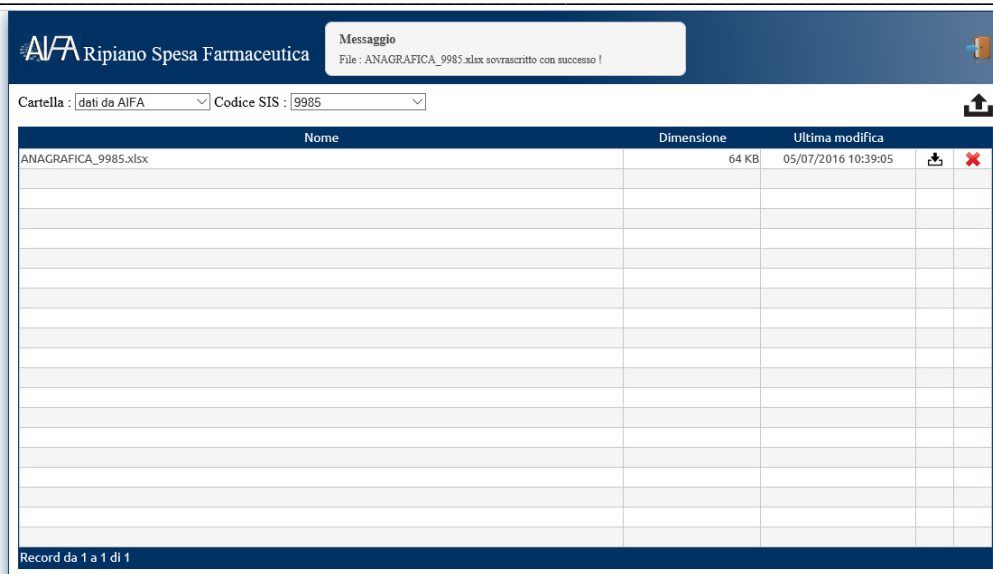 AIFA Ripiano Spesa Farmaceutica
Messaggio
File : ANAGRAFICA_9985.xlsx sovrascritto con successo !
Cartella : dati da AIFA Codice SIS : 9985
Nome Dimensione Ultima modifica
ANAGRAFICA_9985.xlsx 64 KB 05/07/2016 10:39:05
Record da 1 a 1 di 1